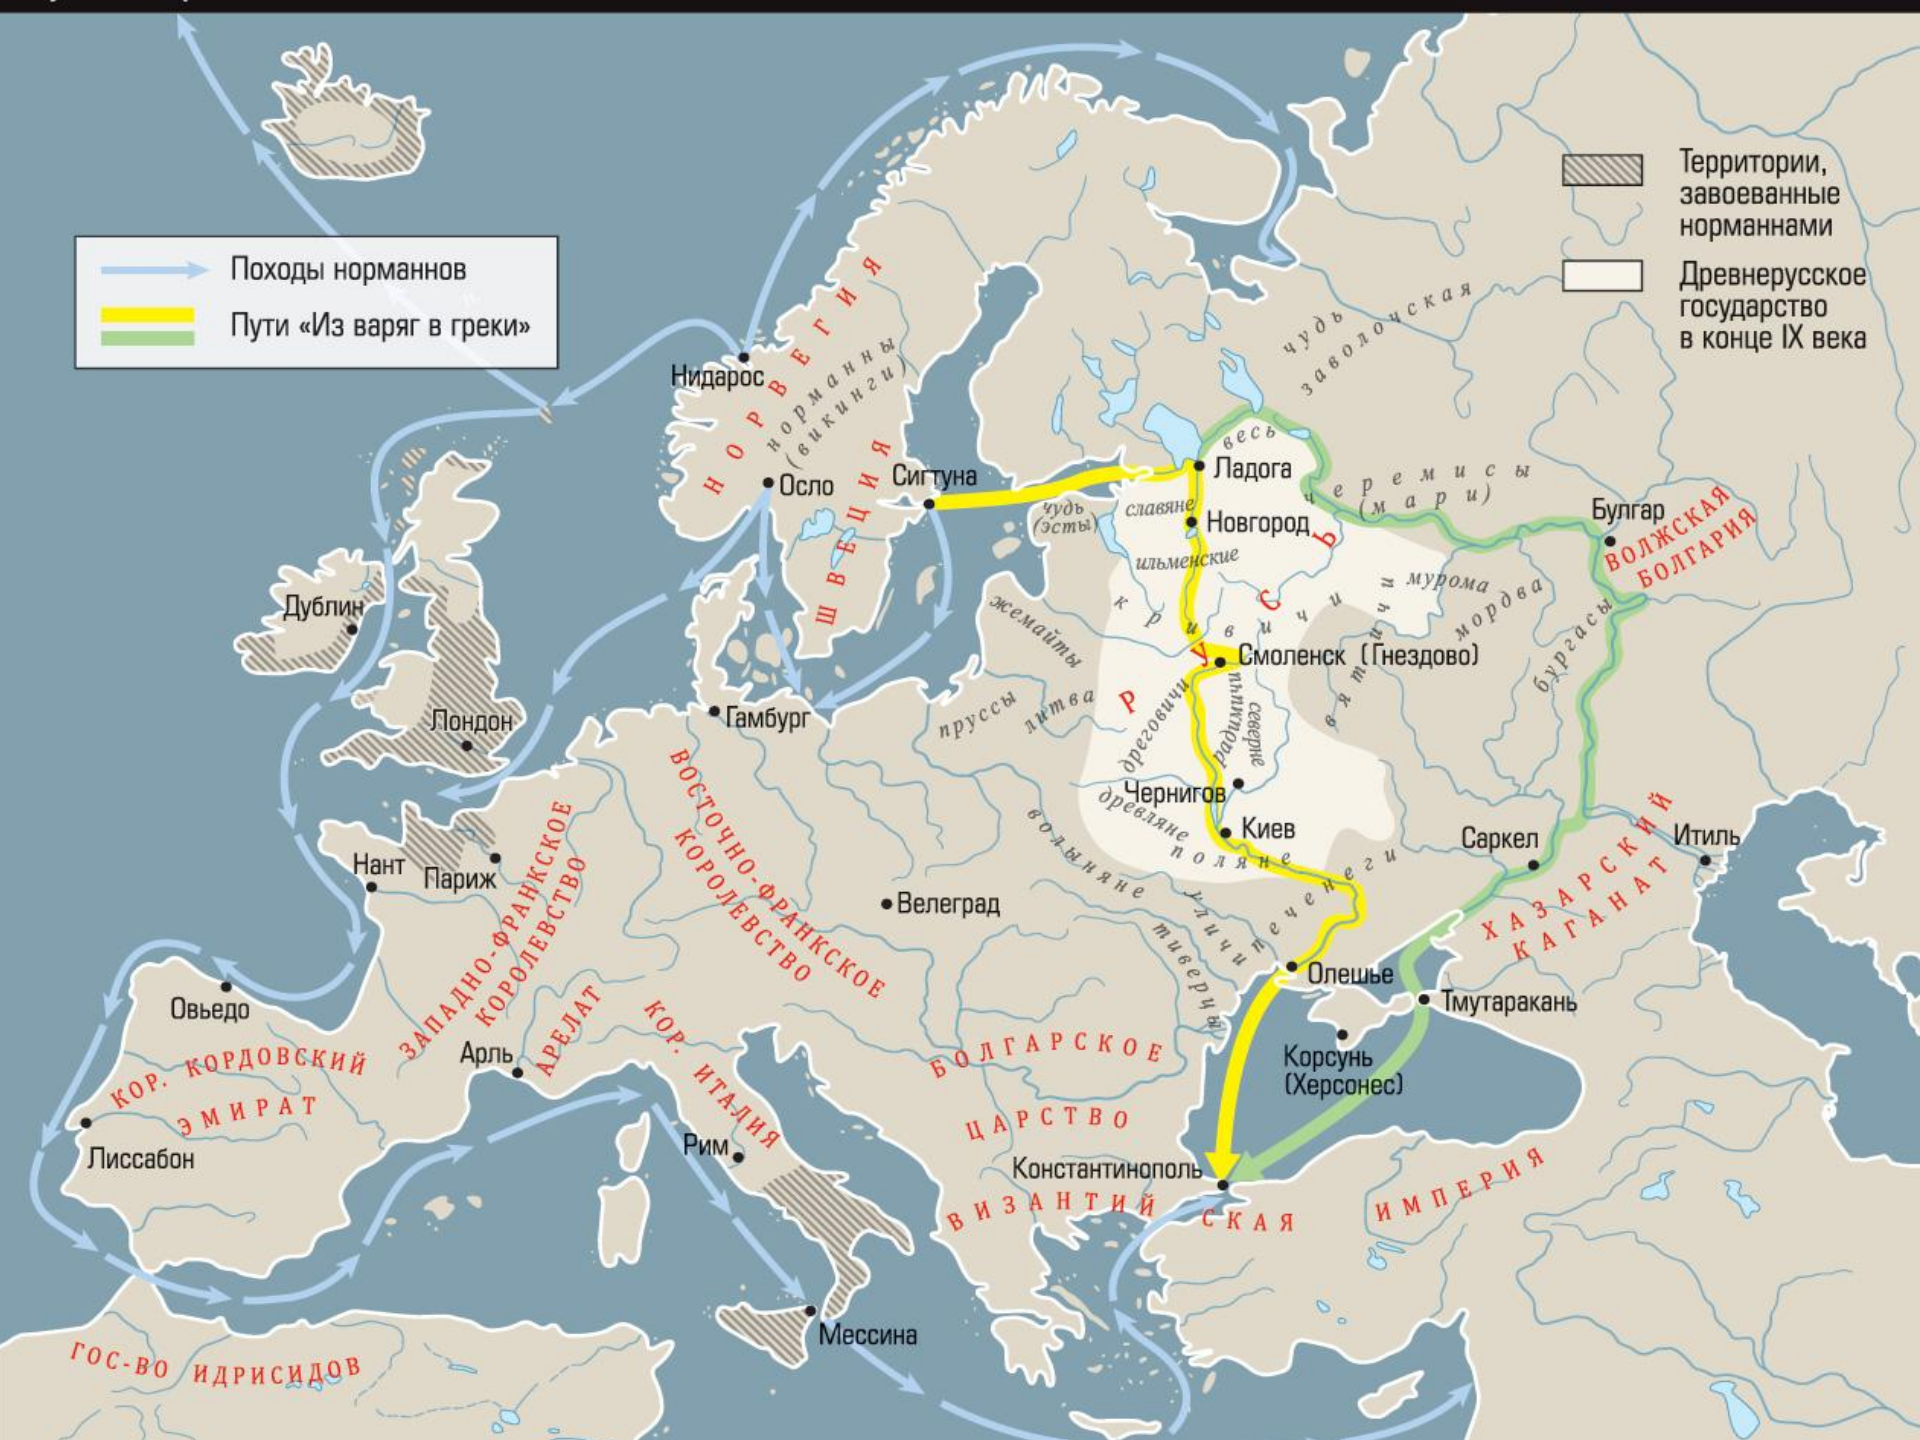 Походы норманнов
Пути «Из варяг в греки»
Территории,
завоеванные
норманнами
Древнерусское
государство
в конце IX века
НОРВЕГИЯ
норманны
(викинги)
ШВЕЦИЯ
Нидарос
Осло
Сигтуна
чудь
заволочская
весь
Ладога
черемисы
(мари)
чудь
(эсты)
славяне
Новгород
ильменские
Булгар
ВОЛЖСКАЯ
БОЛГАРИЯ
РУСЬ
кривичи
мурома
мордва
вятичи
буртасы
жемайты
Смоленск (Гнездово)
Дублин
Лондон
Гамбург
пруссы
литва
дреговичи
радимичи
северне
Чернигов
древляне
Киев
поляне
волыняне
уличи
тиверцы
печенеги
Саркел
Итиль
ХАЗАРСКИЙ
КАГАНАТ
Нант
Париж
ЗАПАДНО-ФРАНКСКОЕ
КОРОЛЕВСТВО
ВОСТОЧНО-ФРАНКСКОЕ
КОРОЛЕВСТВО
Велеград
Олешье
Тмутаракань
Корсунь
(Херсонес)
Овьедо
КОР. КОРДОВСКИЙ
ЭМИРАТ
Арль
АРЕЛАТ
КОР. ИТАЛИЯ
БОЛГАРСКОЕ
ЦАРСТВО
Лиссабон
Рим
Константинополь
ВИЗАНТИЙСКАЯ ИМПЕРИЯ
Мессина
ГОС-ВО ИДРИСИДОВ